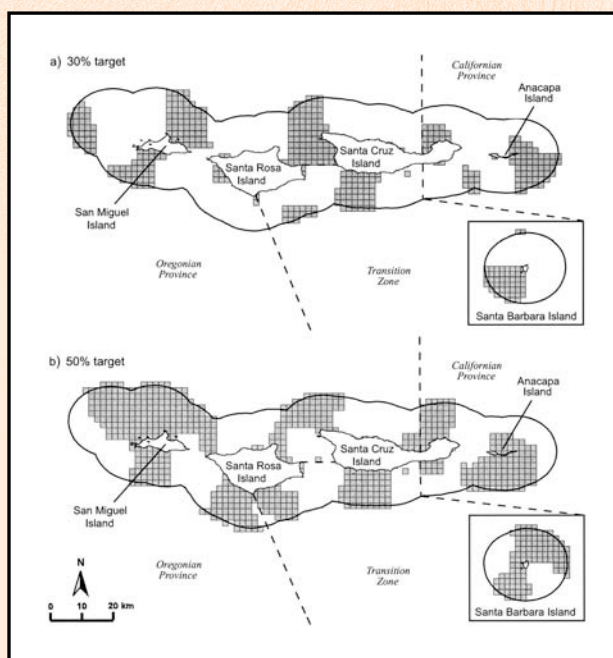 a) 30% target
Californian
Province
Anacapa
Island
Santa Cruz
Island
Santa Rosa
Island
San Miguel
Island
Oregonian
Province
Transition
Zone
Santa Barbara Island
b) 50% target
Californian
Province
Anacapa
Island
Santa Cruz
Island
Santa Rosa
Island
San Miguel
Island
N
0 10 20 km
Oregonian
Province
Transition
Zone
Santa Barbara Island